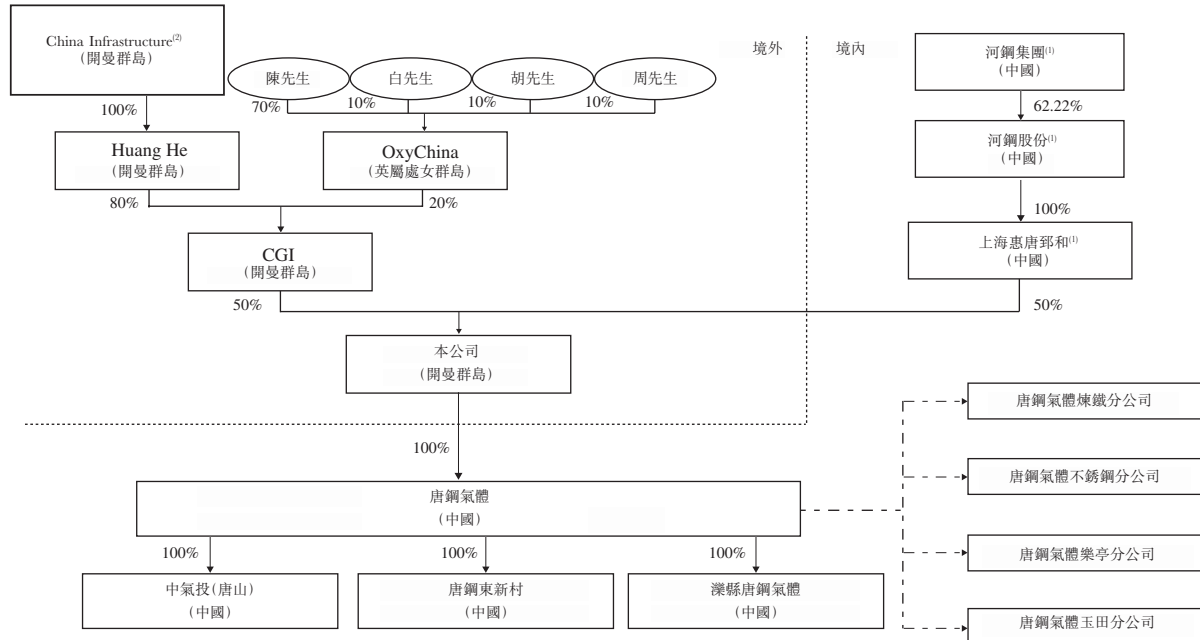 China Infrastructure(2)
(開曼群島)
境外
境內
河鋼集團(1)
(中國)
陳先生
白先生
胡先生
周先生
70%
10%
10%
10%
100%
62.22%
Huang He
(開曼群島)
OxyChina
(英屬處女群島)
河鋼股份(1)
(中國)
80%
20%
100%
CGI
(開曼群島)
上海惠唐郅和(1)
(中國)
50%
50%
本公司
(開曼群島)
唐鋼氣體煉鐵分公司
100%
唐鋼氣體不銹鋼分公司
唐鋼氣體
(中國)
唐鋼氣體樂亭分公司
100%
100%
100%
中氣投(唐山)
(中國)
唐鋼東新村
(中國)
灤縣唐鋼氣體
(中國)
唐鋼氣體玉田分公司